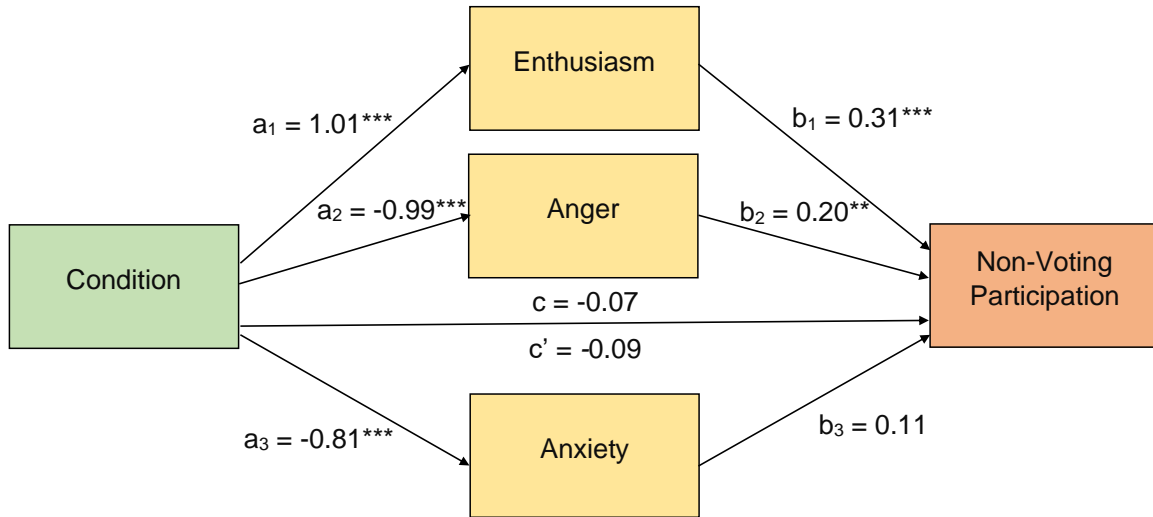 Enthusiasm
a₁ = 1.01***
b₁ = 0.31***
a₂ = -0.99***
Anger
b₂ = 0.20**
Condition
Non-Voting
Participation
c = -0.07
c’ = -0.09
a₃ = -0.81***
Anxiety
b₃ = 0.11